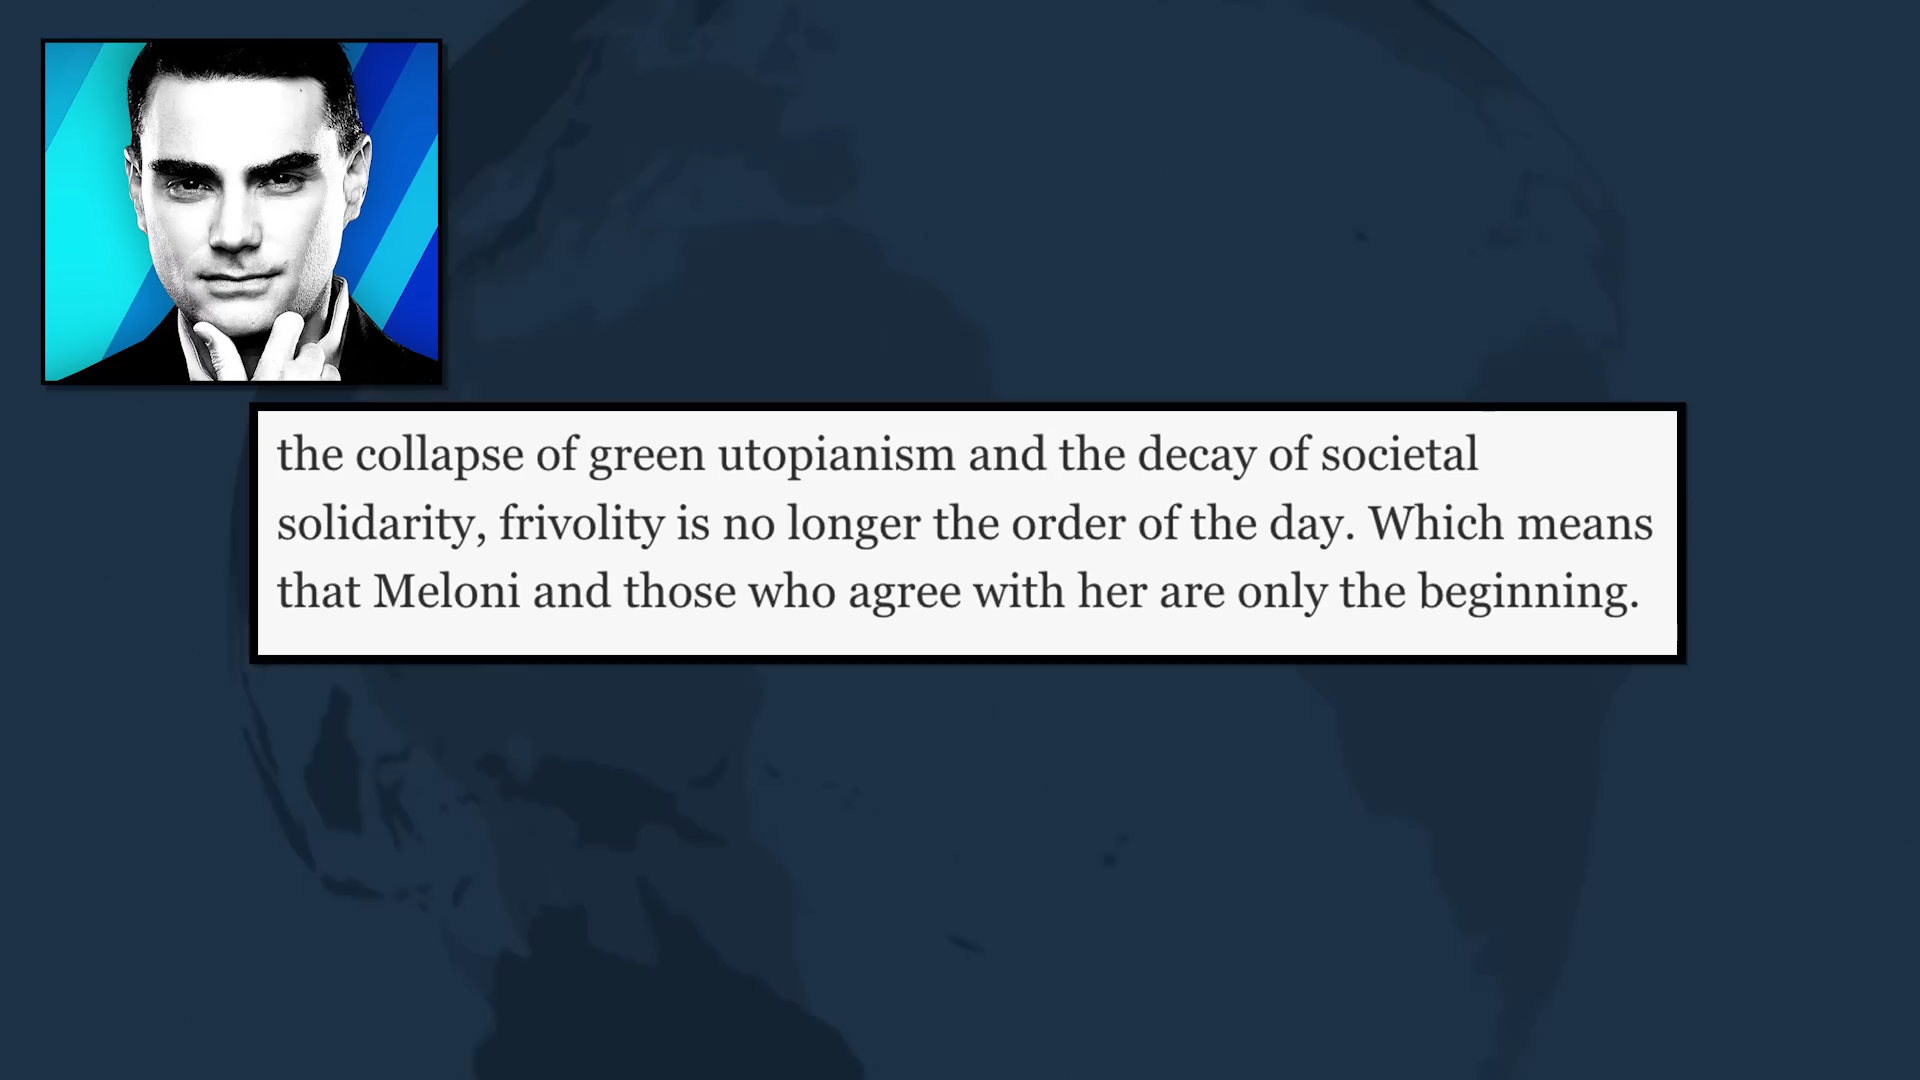 the collapse of green utopianism and the decay of societal
solidarity, frivolity is no longer the order of the day. Which means
that Meloni and those who agree with her are only the beginning.